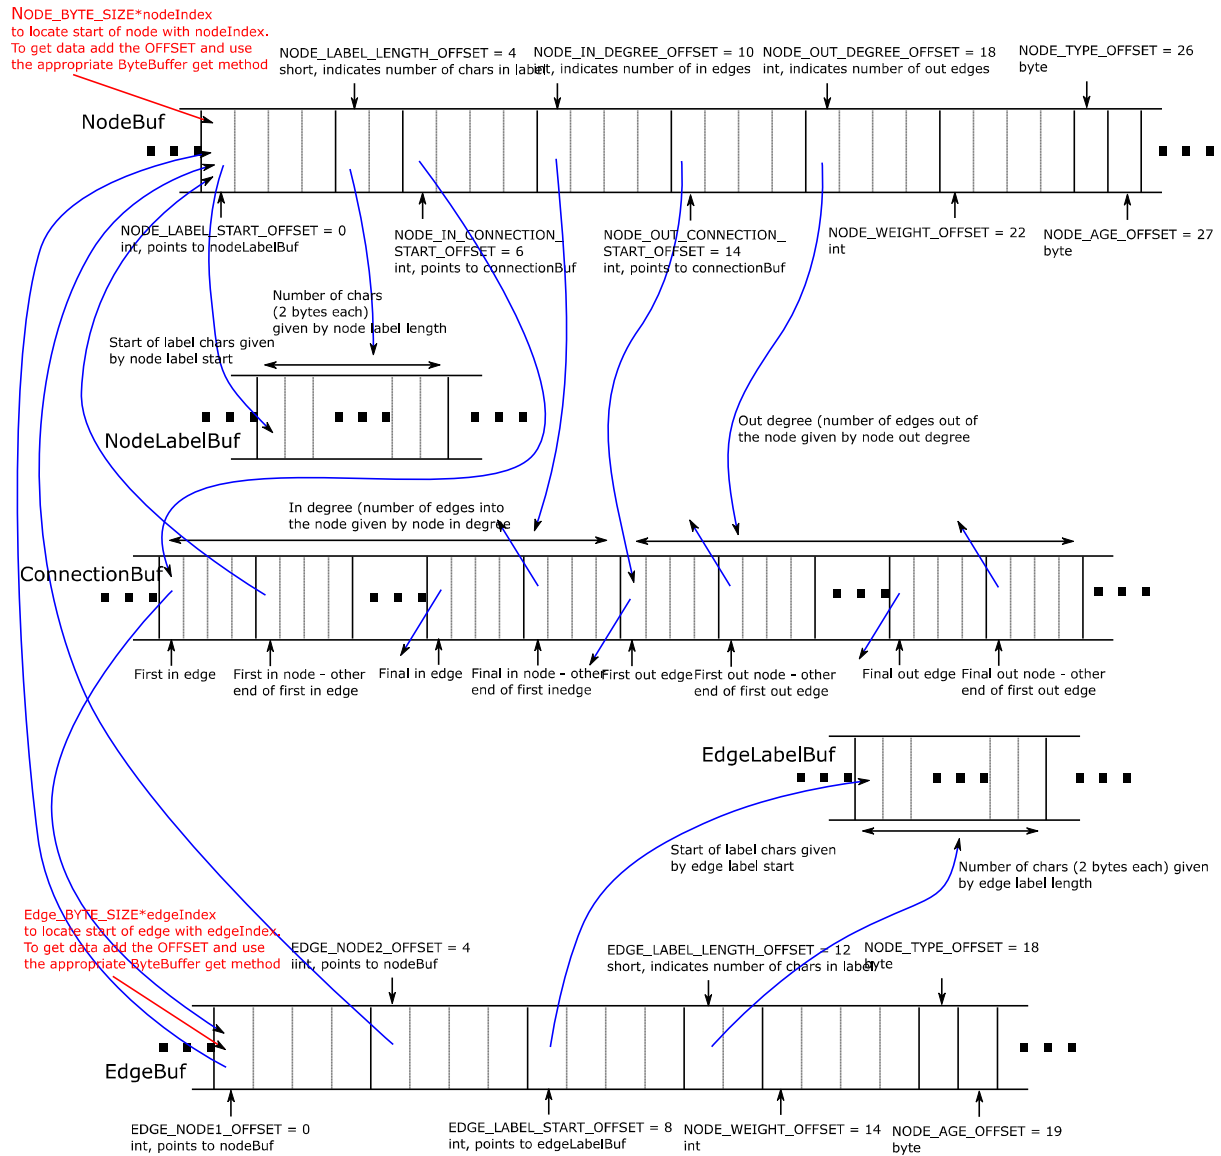 NODE_BYTE_SIZE*nodeIndex
to locate start of node with nodeIndex.
To get data add the OFFSET and use
the appropriate ByteBuffer get method
NODE_LABEL_LENGTH_OFFSET = 4
short, indicates number of chars in label
NODE_IN_DEGREE_OFFSET = 10
int, indicates number of in edges
NODE_OUT_DEGREE_OFFSET = 18
int, indicates number of out edges
NODE_TYPE_OFFSET = 26
byte
NodeBuf
NODE_LABEL_START_OFFSET = 0
int, points to nodeLabelBuf
NODE_IN_CONNECTION_
START_OFFSET = 6
int, points to connectionBuf
NODE_OUT_CONNECTION_
START_OFFSET = 14
int, points to connectionBuf
NODE_WEIGHT_OFFSET = 22
int
NODE_AGE_OFFSET = 27
byte
Number of chars
(2 bytes each)
given by node label length
Start of label chars given
by node label start
NodeLabelBuf
Out degree (number of edges out of
the node given by node out degree
In degree (number of edges into
the node given by node in degree
ConnectionBuf
First in edge
First in node - other
end of first in edge
Final in edge
Final in node - other
end of first inedge
First out edge
First out node - other
end of first out edge
Final out edge
Final out node - other
end of first out edge
EdgeLabelBuf
Start of label chars given
by edge label start
Number of chars (2 bytes each) given
by edge label length
Edge_BYTE_SIZE*edgeIndex
to locate start of edge with edgeIndex.
To get data add the OFFSET and use
the appropriate ByteBuffer get method
EDGE_NODE2_OFFSET = 4
iint, points to nodeBuf
EDGE_LABEL_LENGTH_OFFSET = 12
short, indicates number of chars in label
NODE_TYPE_OFFSET = 18
byte
EdgeBuf
EDGE_NODE1_OFFSET = 0
int, points to nodeBuf
EDGE_LABEL_START_OFFSET = 8
int, points to edgeLabelBuf
NODE_WEIGHT_OFFSET = 14
int
NODE_AGE_OFFSET = 19
byte